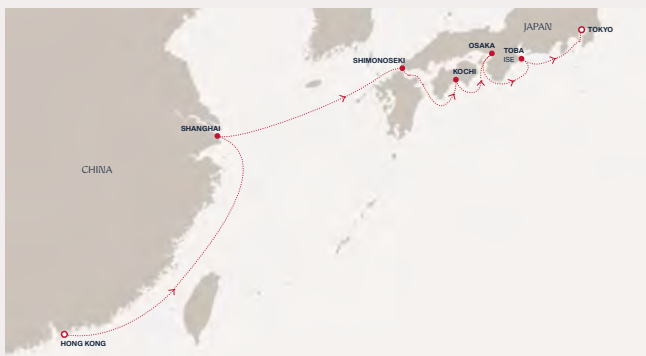 JAPAN
TOKYO
OSAKA
TOBA
ISE
SHIMONOSEKI
KOCHI
SHANGHAI
CHINA
HONG KONG